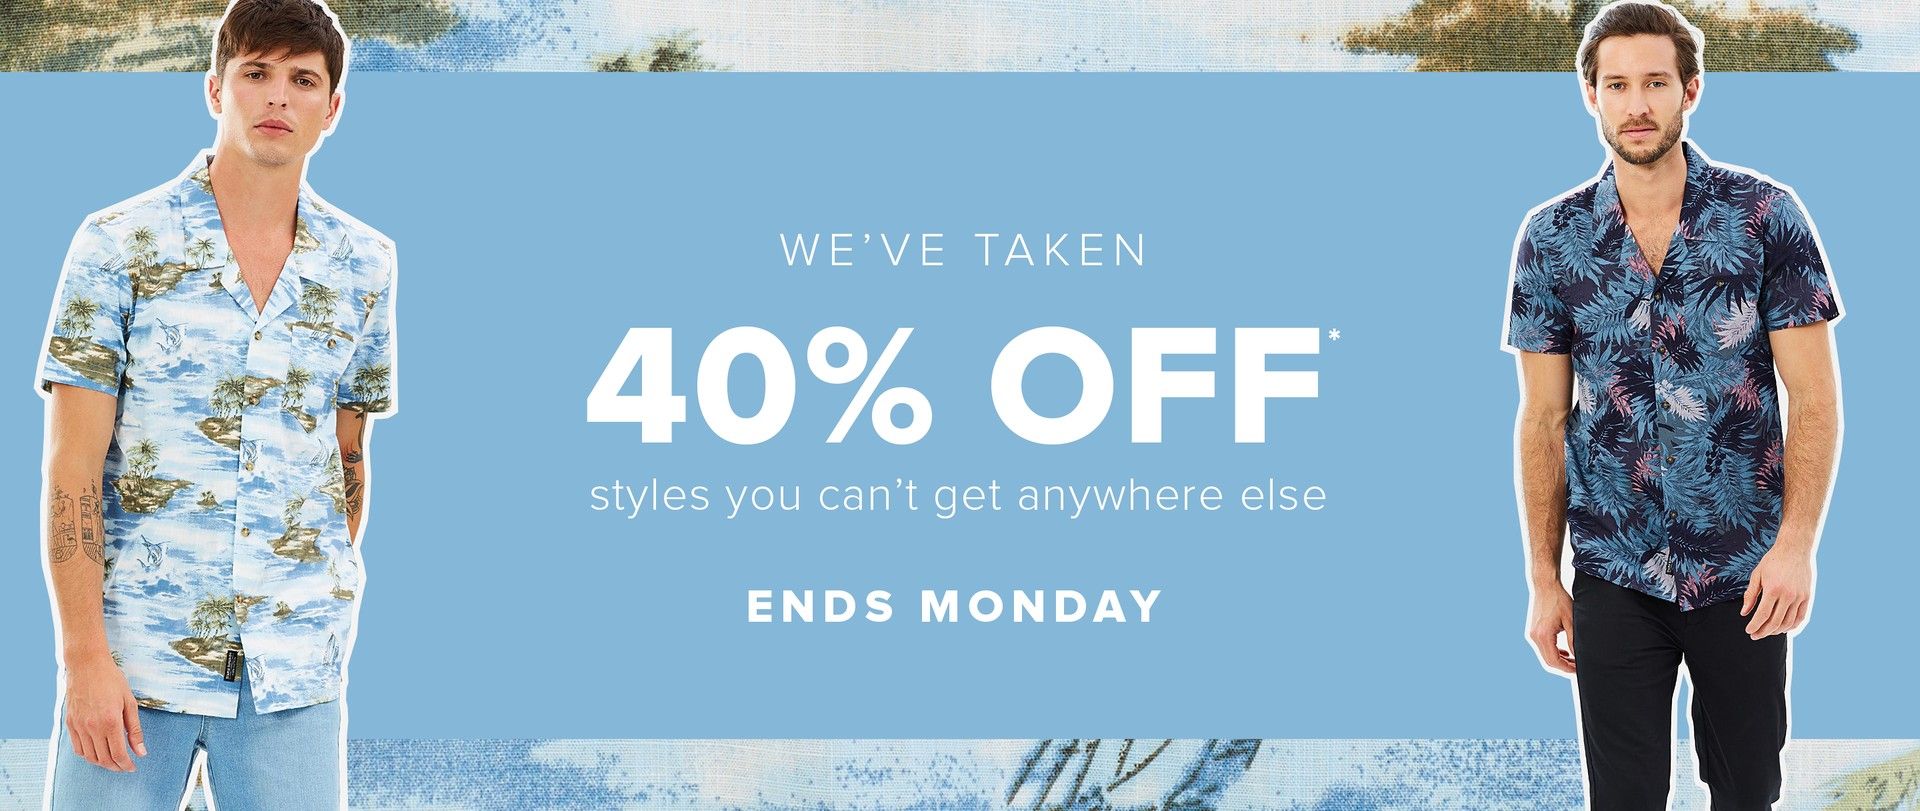 WE’VE TAKEN
40% OFF*
styles you can’t get anywhere else
ENDS MONDAY